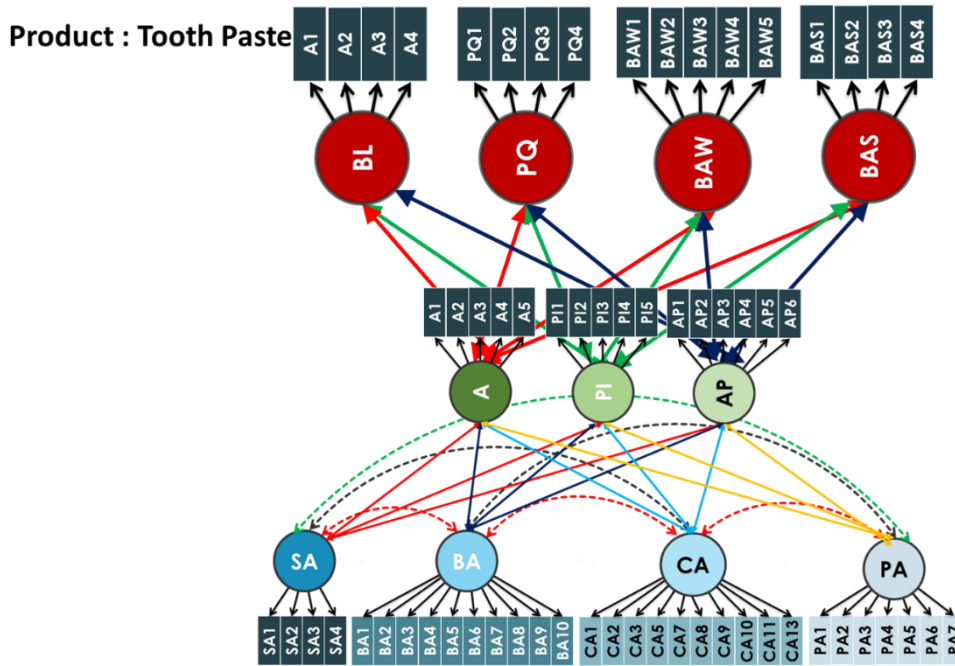 Product : Tooth Paste
A1 A2 A3 A4
PQ1 PQ2 PQ3 PQ4
BAW1 BAW2 BAW3 BAW4 BAW5
BAS1 BAS2 BAS3 BAS4
BL PQ BAW BAS
A1 A2 A3 A4 A5
PI1 PI2 PI3 PI4 PI5
AP1 AP2 AP3 AP4 AP5 AP6
A PI AP
SA BA CA PA
SA1 SA2 SA3 SA4
BA1 BA2 BA3 BA4 BA5 BA6 BA7 BA8 BA9 BA10
CA1 CA2 CA3 CA5 CA7 CA8 CA9 CA10 CA11 CA13
PA1 PA2 PA3 PA4 PA5 PA6 PA7